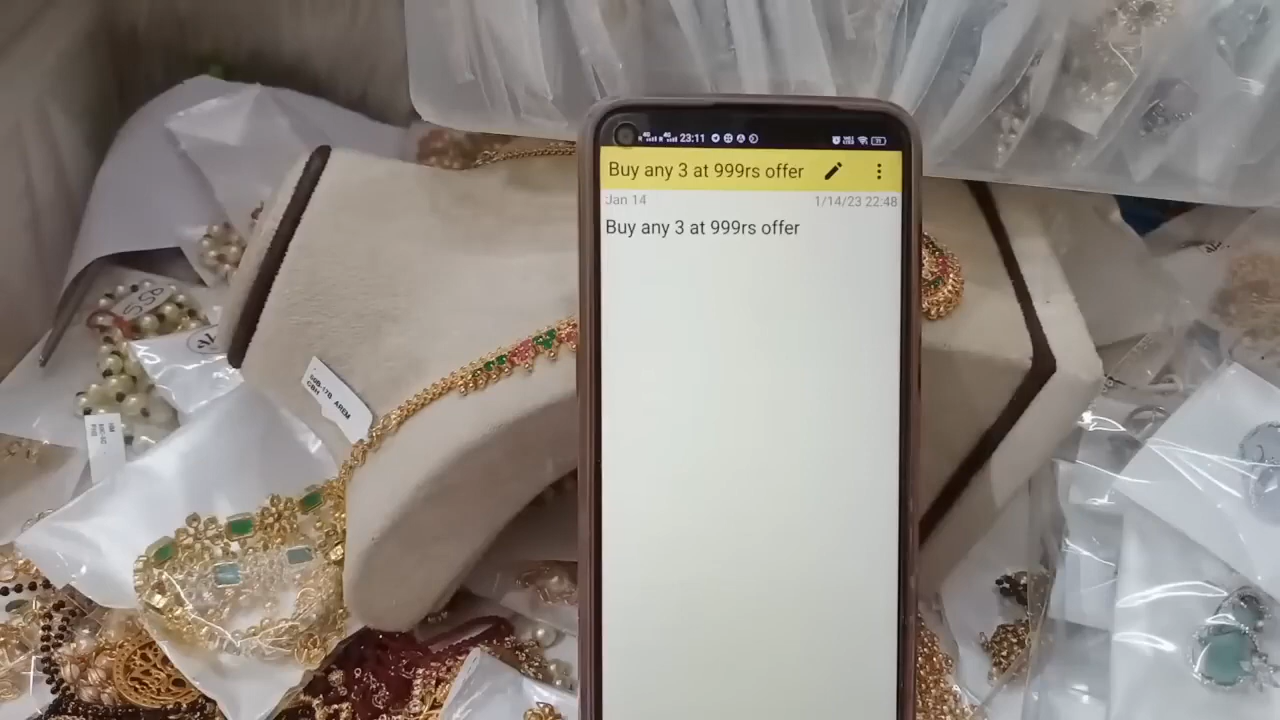 23:11
Buy any 3 at 999rs offer
Jan 14
1/14/23 22:48
Buy any 3 at 999rs offer